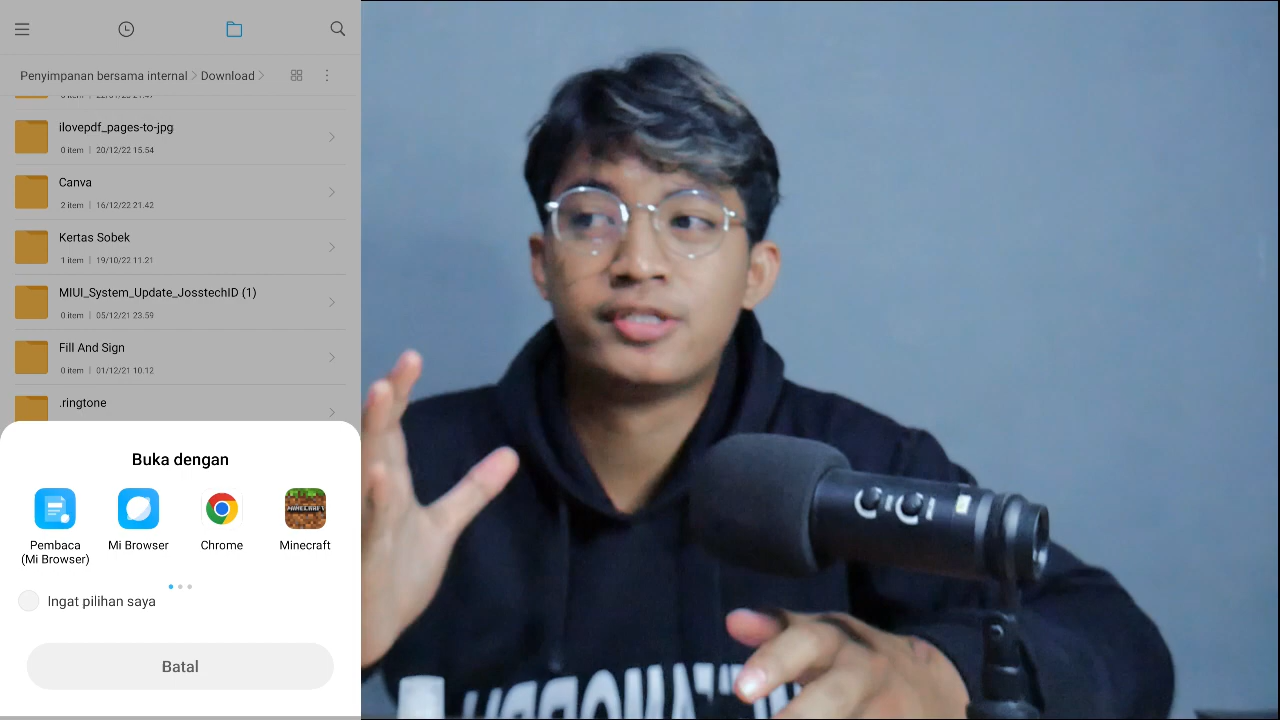 Penyimpanan bersama internal > Download >
ilovepdf_pages-to-jpg
0 item | 20/12/22 15.54
Canva
2 item | 16/12/22 21.42
Kertas Sobek
1 item | 19/10/22 11.21
MIUI_System_Update_JosstechID (1)
0 item | 05/12/21 23.59
Fill And Sign
0 item | 01/12/21 10.12
.ringtone
Buka dengan
Pembaca
(Mi Browser)
Mi Browser
Chrome
MINECRAFT
Minecraft
Ingat pilihan saya
Batal